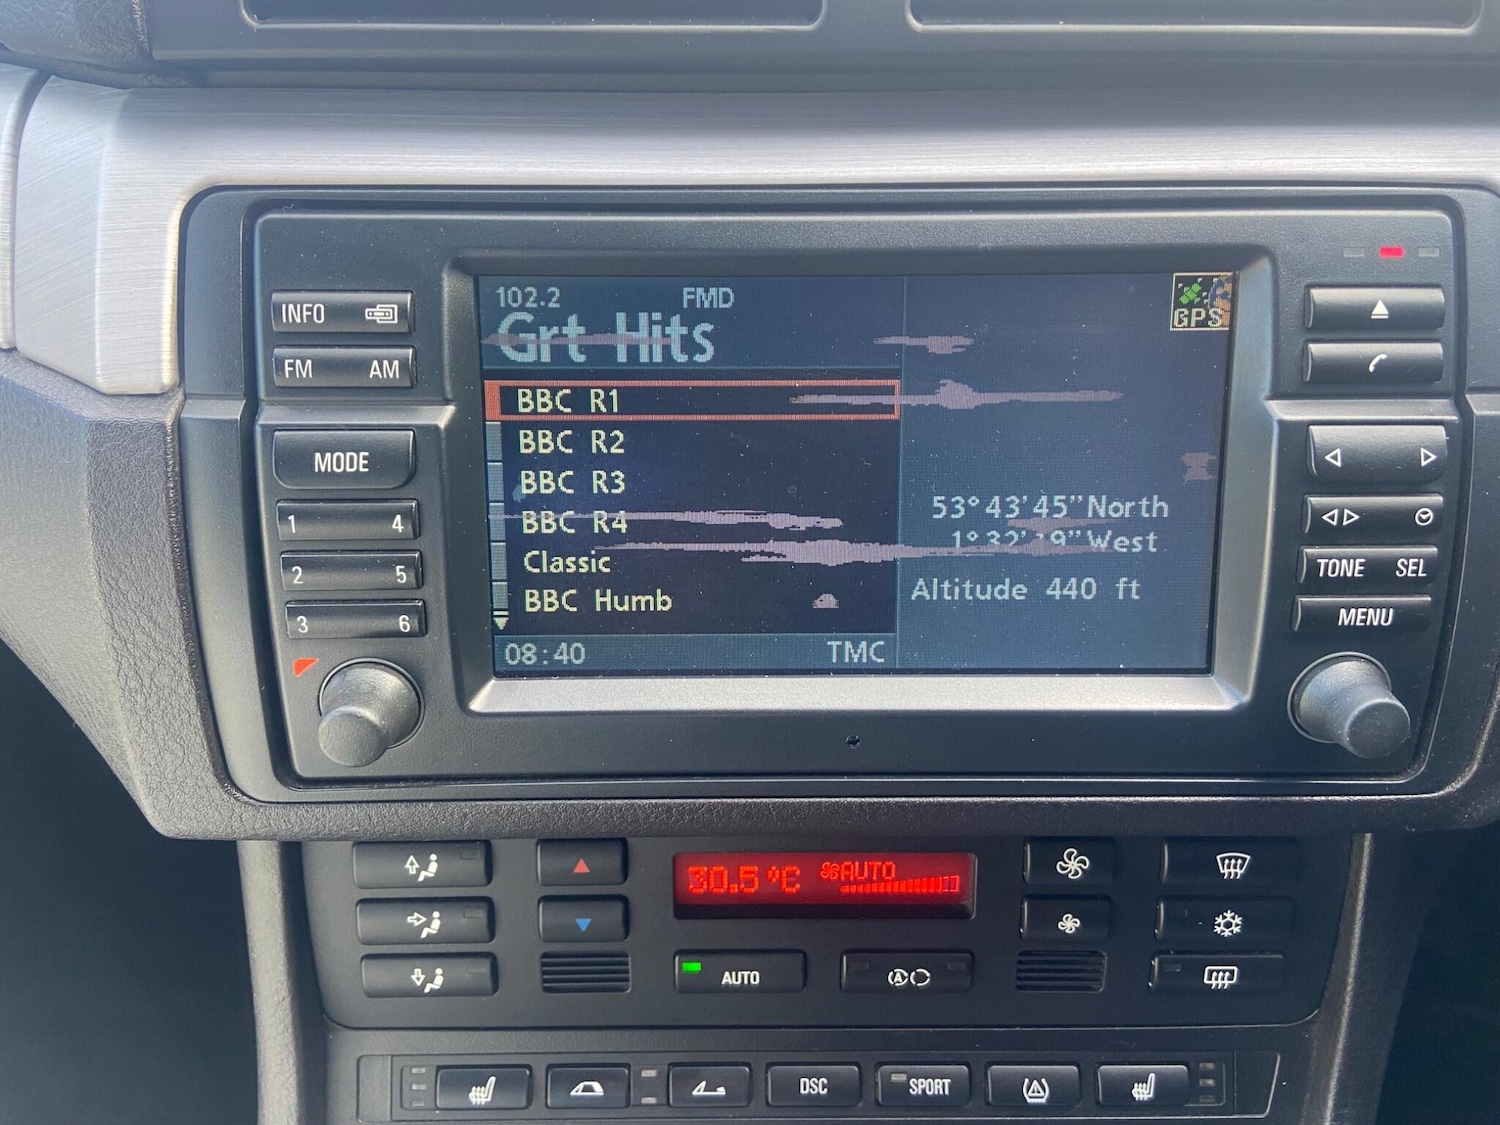 INFO
FM AM
MODE
1 4
2 5
3 6
102.2 FMD
Grt Hits
BBC R1
BBC R2
BBC R3
BBC R4
Classic
BBC Humb
08:40 TMC
GPS
53°43'45"North
West
Altitude 440 ft
TONE SEL
MENU
30.5°C AUTO
AUTO
A
DSC
SPORT